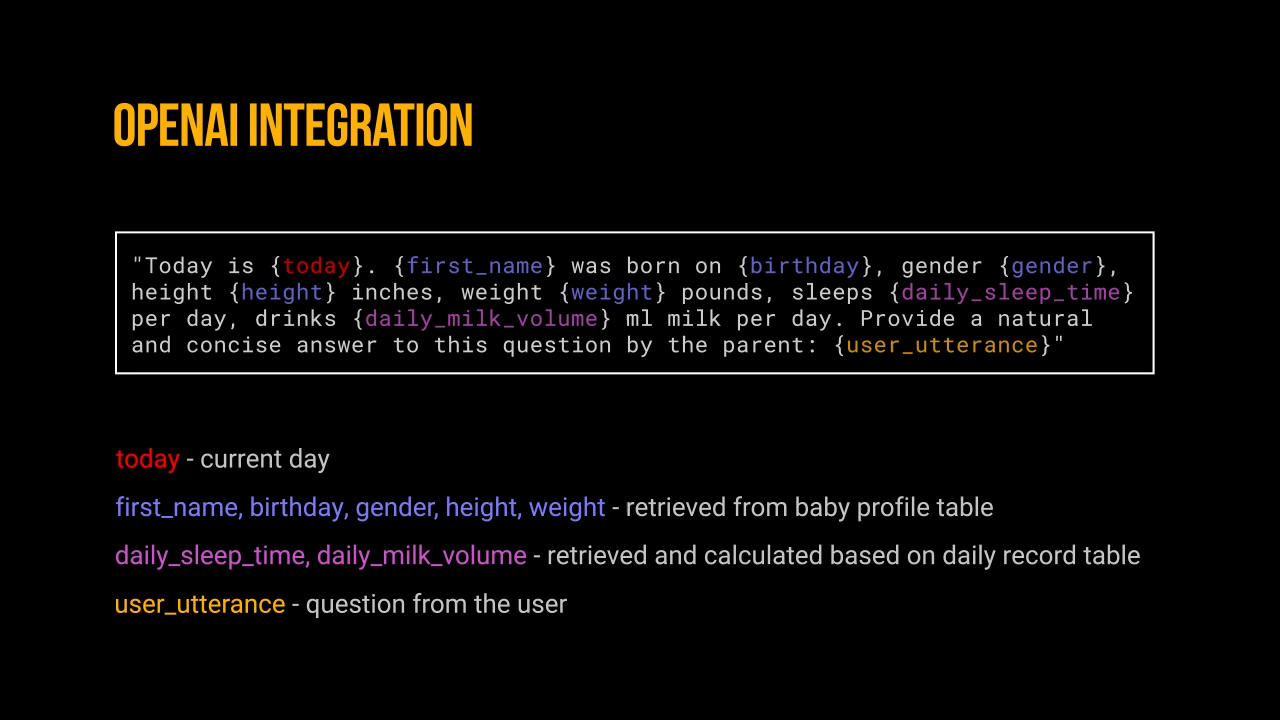 OPENAI INTEGRATION
"Today is {today}. {first_name} was born on {birthday}, gender {gender},
height {height} inches, weight {weight} pounds, sleeps {daily_sleep_time}
per day, drinks {daily_milk_volume} ml milk per day. Provide a natural
and concise answer to this question by the parent: {user_utterance}"
today - current day
first_name, birthday, gender, height, weight - retrieved from baby profile table
daily_sleep_time, daily_milk_volume - retrieved and calculated based on daily record table
user_utterance - question from the user